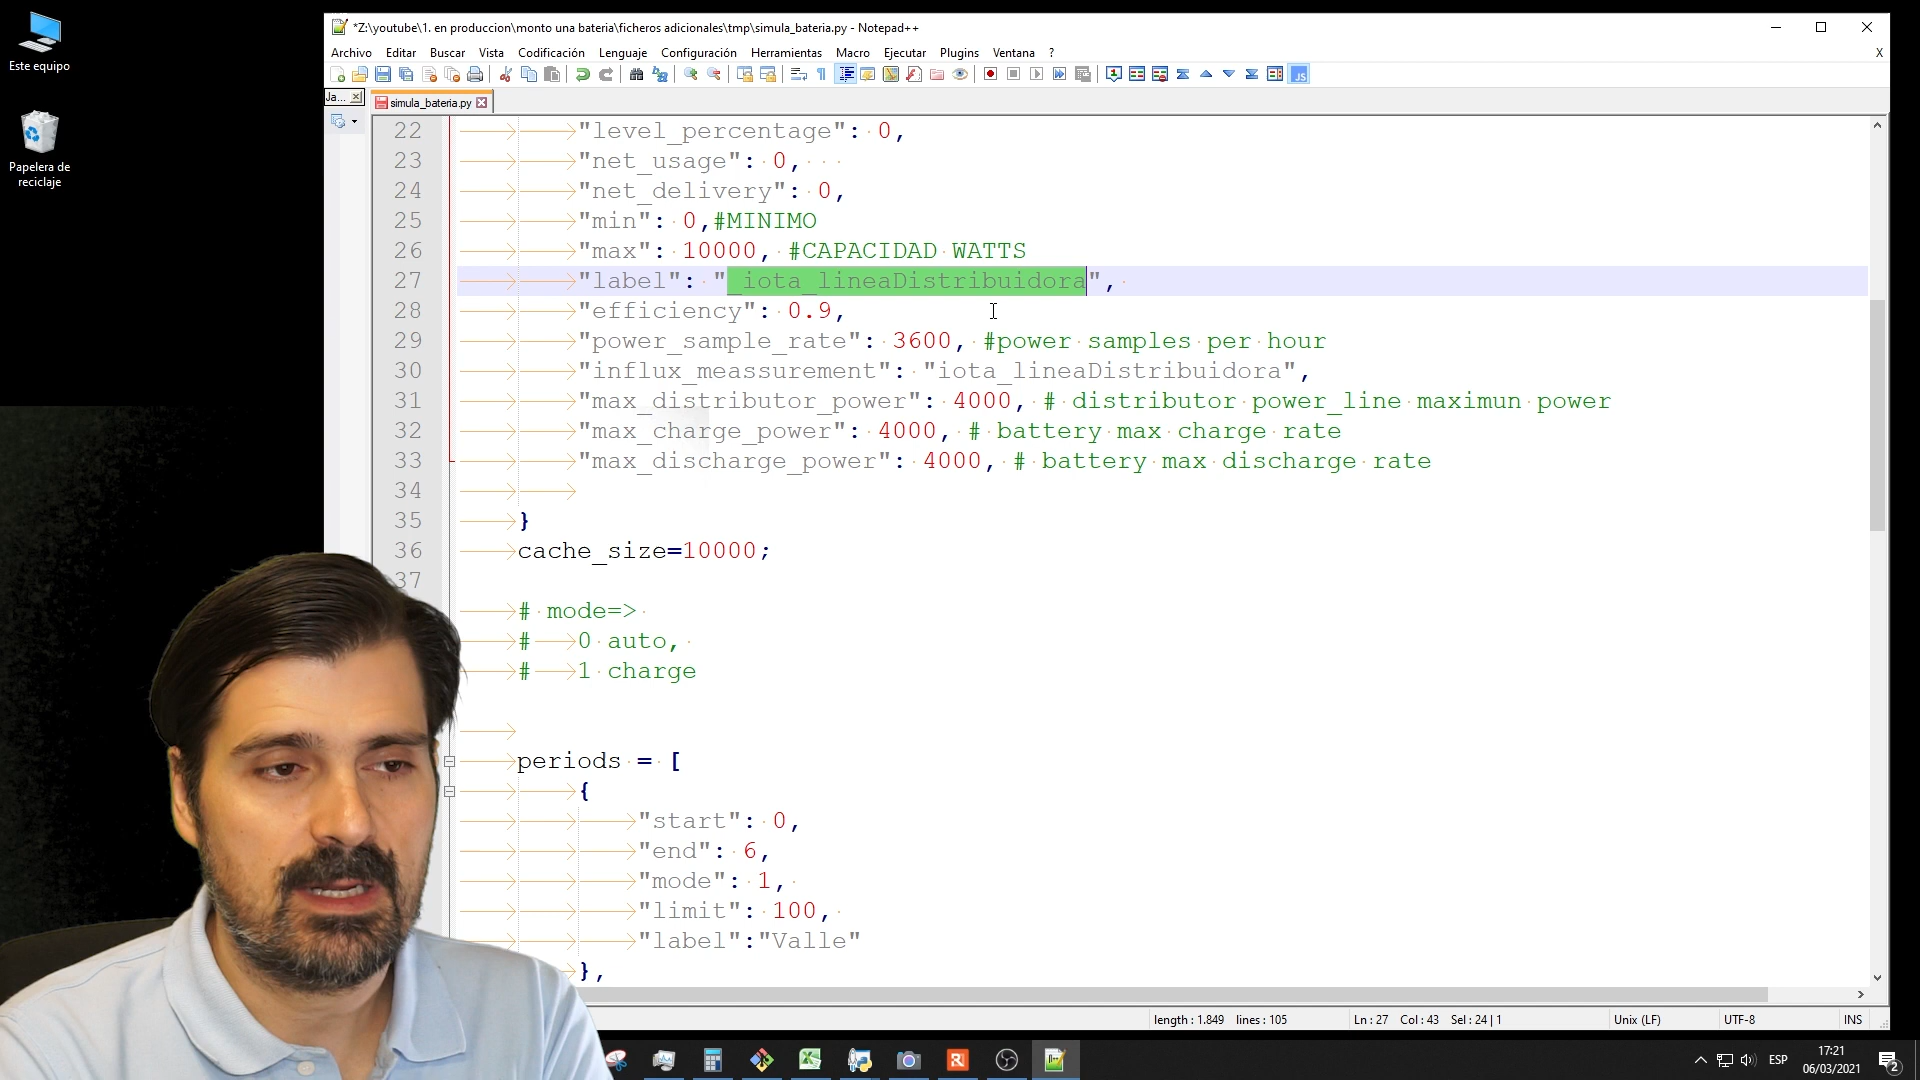 Este equipo
Papelera de
reciclaje
*Z:\youtube\1. en produccion\monto una bateria\ficheros adicionales\tmp\simula_bateria.py - Notepad++
Archivo Editar Buscar Vista Codificación Lenguaje Configuración Herramientas Macro Ejecutar Plugins Ventana ? X
Ja...
simula_bateria.py
22 "level_percentage": 0,
23 "net_usage": 0,
24 "net_delivery": 0,
25 "min": 0,#MINIMO
26 "max": 10000, #CAPACIDAD WATTS
27 "label": "_iota_lineaDistribuidora",
28 "efficiency": 0.9,
29 "power_sample_rate": 3600, #power samples per hour
30 "influx_meassurement": "iota_lineaDistribuidora",
31 "max_distributor_power": 4000, # distributor power_line maximun power
32 "max_charge_power": 4000, # battery max charge rate
33 "max_discharge_power": 4000, # battery max discharge rate
34
35 }
36 cache_size=10000;
37
# mode=>
# 0 auto,
# 1 charge
periods = [
{
"start": 0,
"end": 6,
"mode": 1,
"limit": 100,
"label":"Valle"
},
length : 1.849 lines : 105 Ln : 27 Col : 43 Sel : 24 | 1 Unix (LF) UTF-8 INS
ESP
17:21
06/03/2021
2